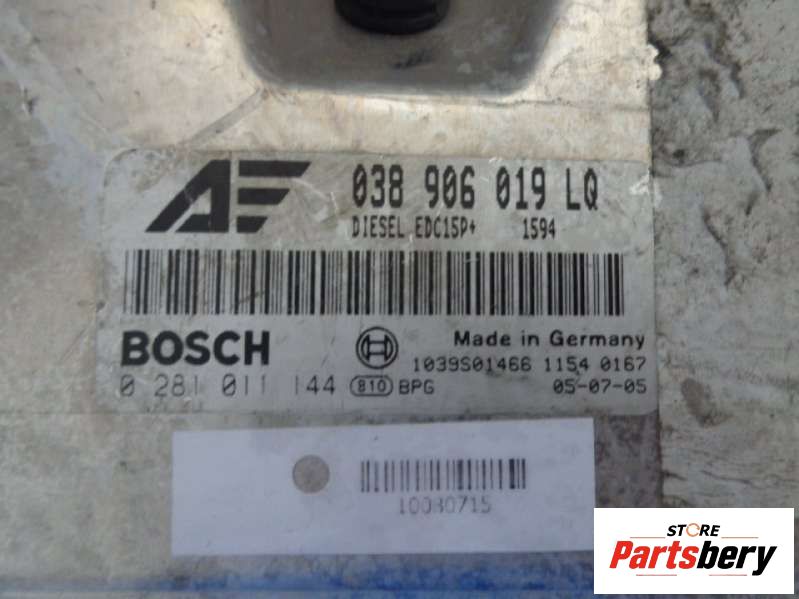 038 906 019 LQ
DIESEL EDC15P+ 1594
BOSCH
Made in Germany
1039S01466 1154 0167
0 281 011 144 810 BPG 05-07-05
10030715
STORE
Partsbery